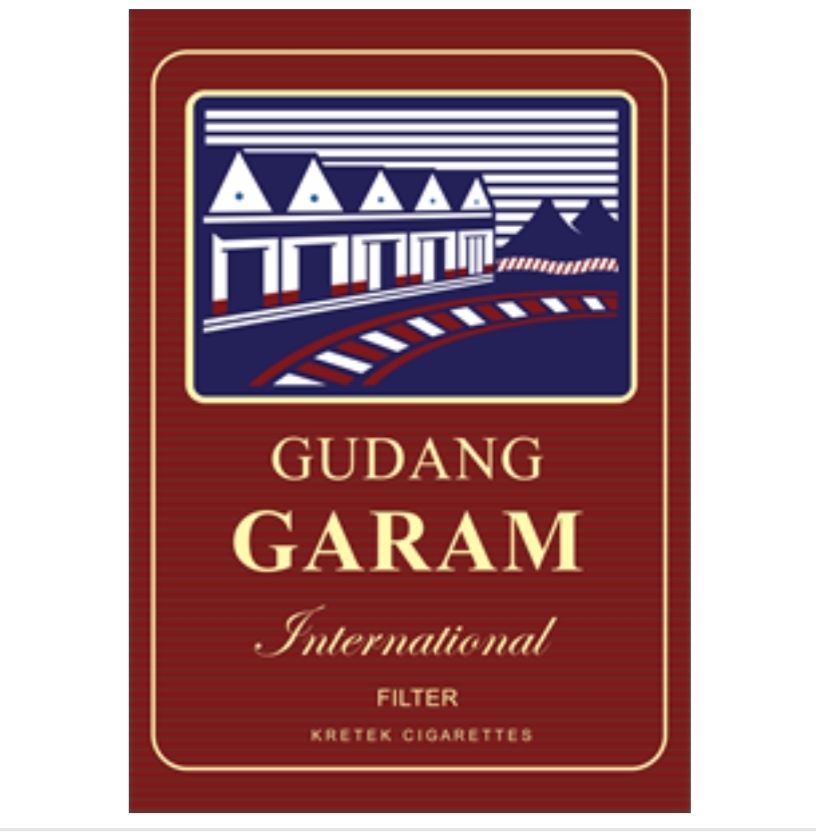 GUDANG
GARAM
International
FILTER
KRETEK CIGARETTES